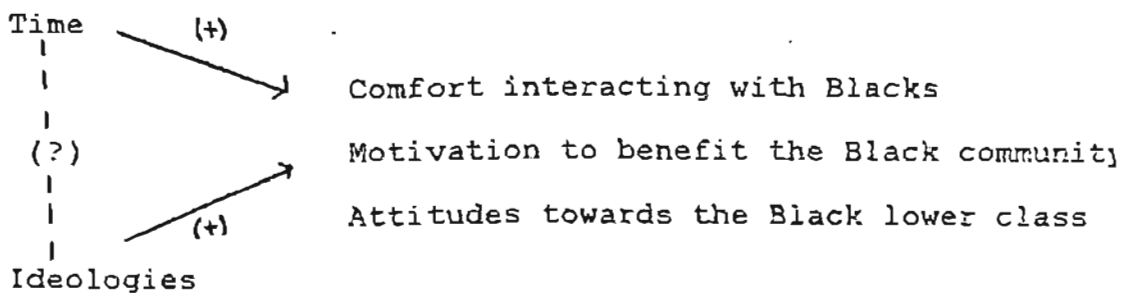 Time (+)
Comfort interacting with Blacks
(?) Motivation to benefit the Black community
(+) Attitudes towards the Black lower class
Ideologies